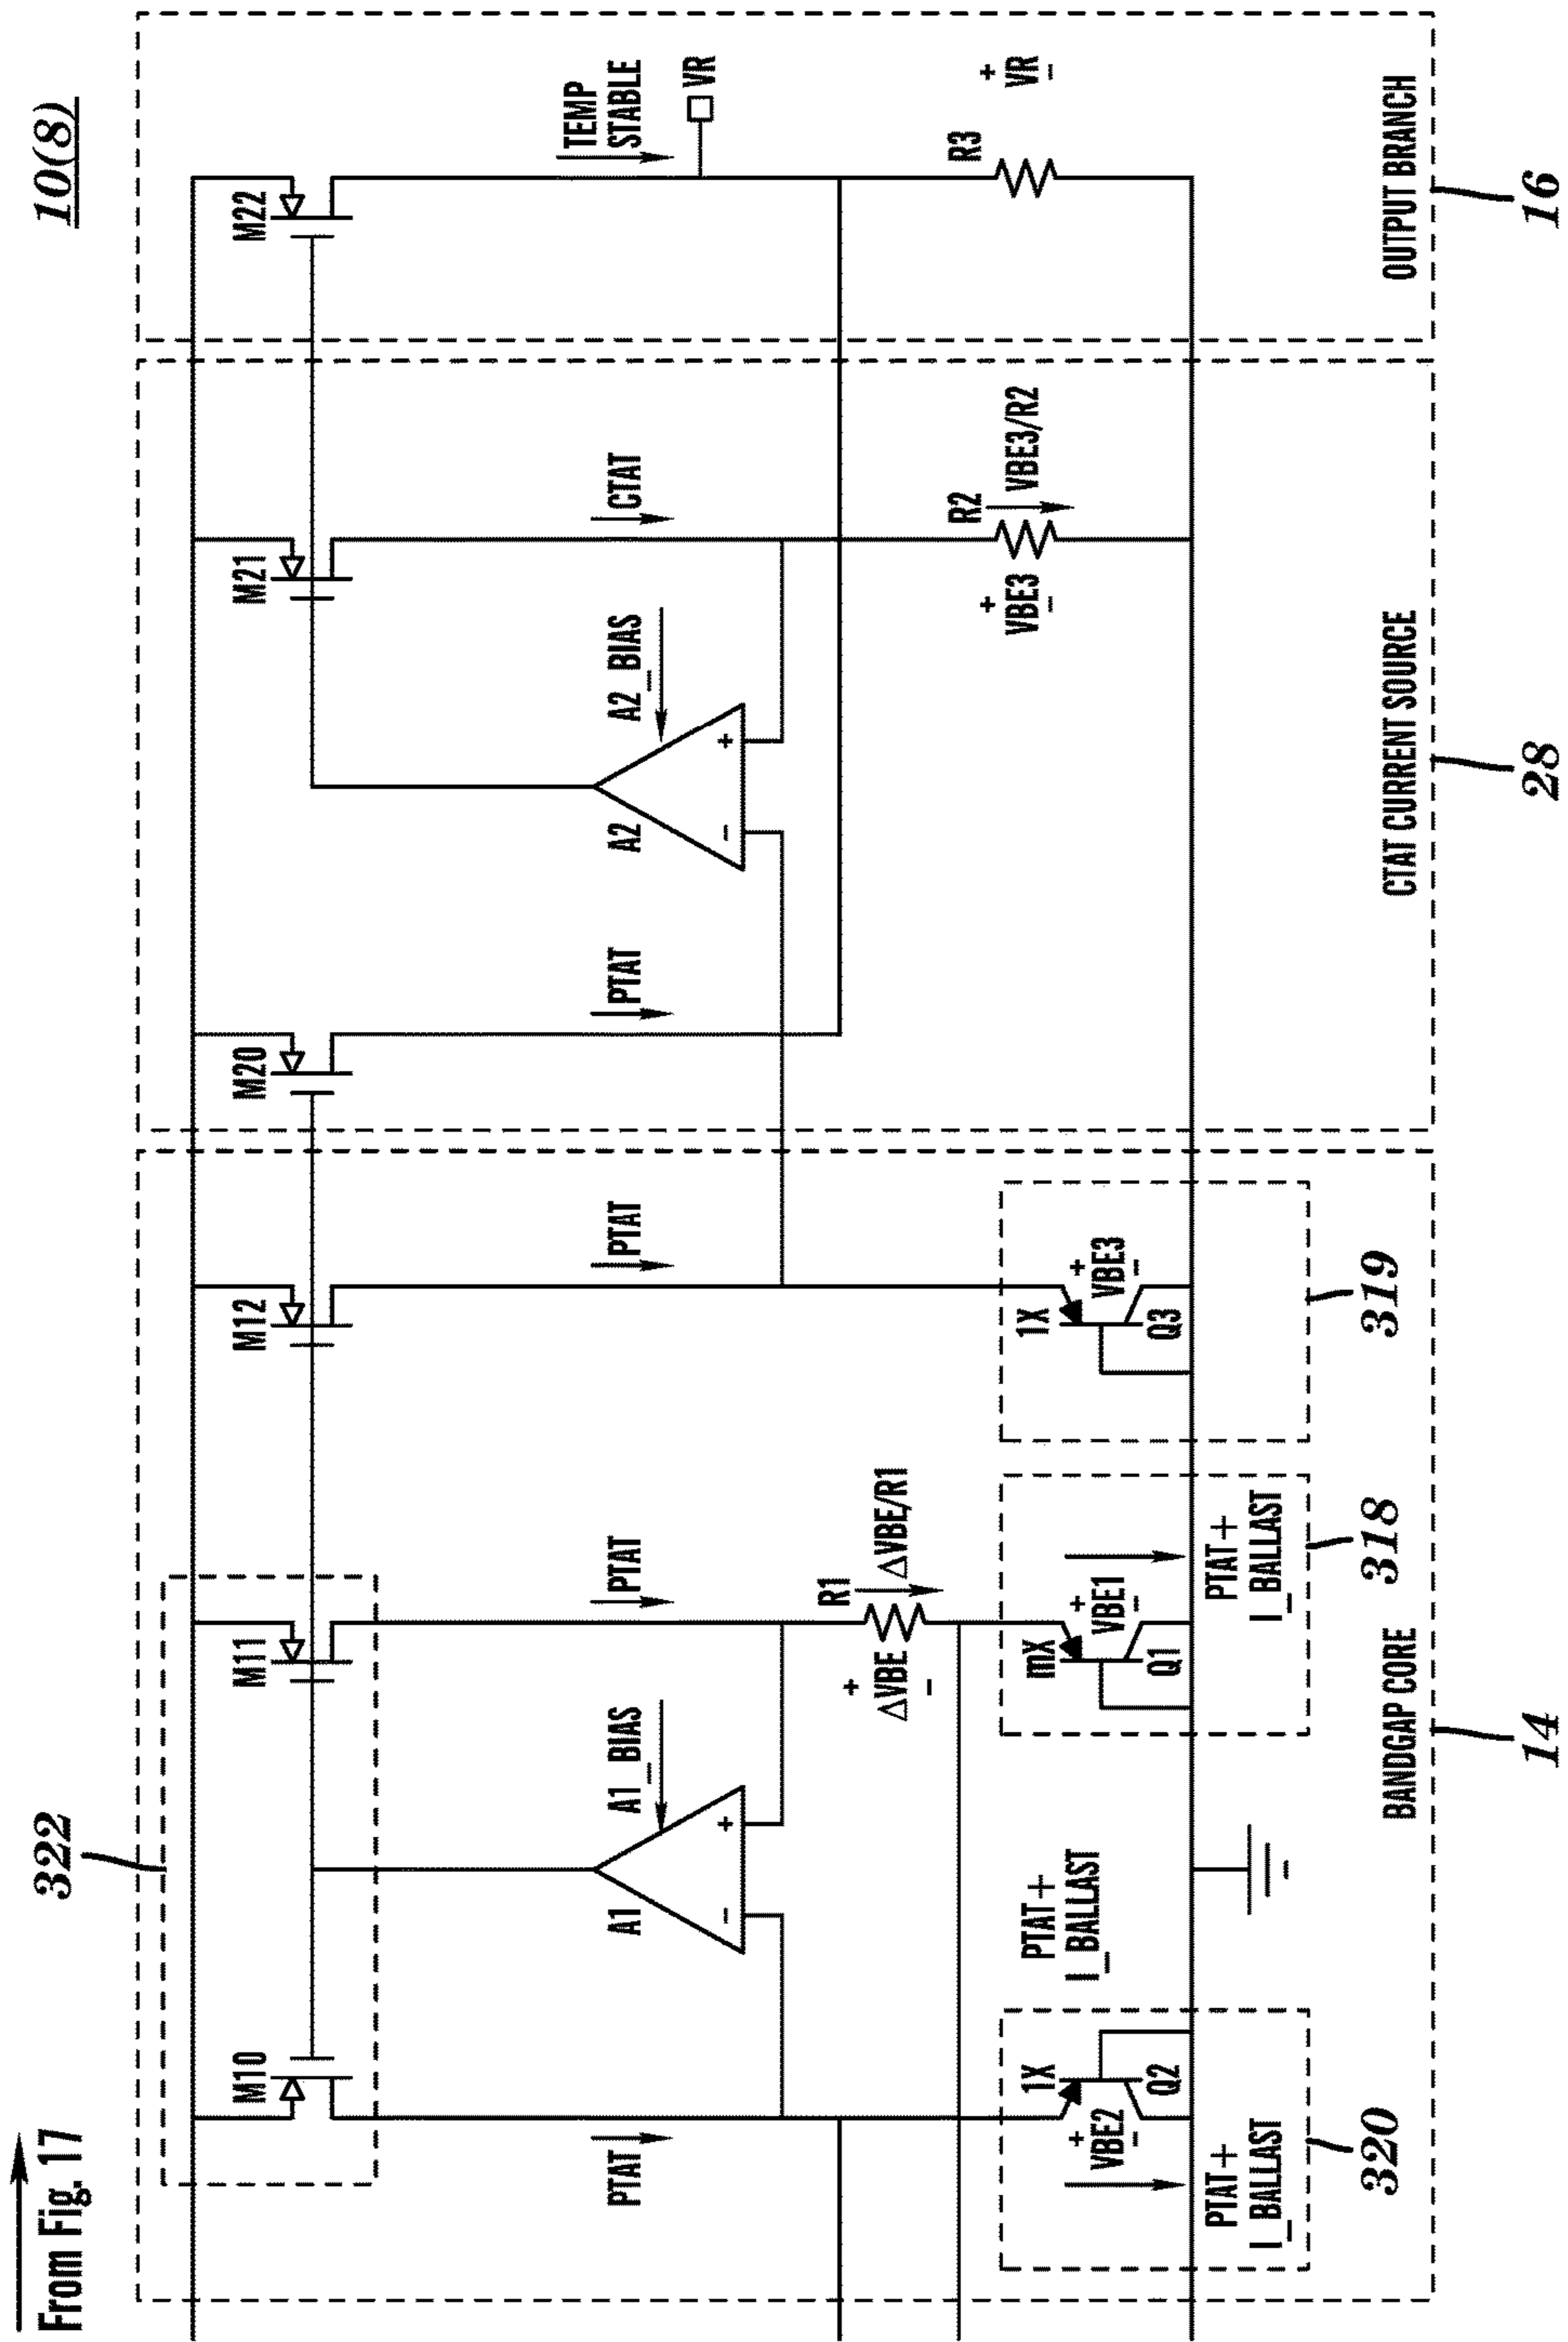 From Fig. 17
10(8)
322
M10
M11
M12
M20
M21
M22
PTAT
A1
A1_BIAS
-
+
PTAT
PTAT
PTAT
A2
A2_BIAS
-
+
CTAT
TEMP
STABLE
VR
+
ΔVBE
-
R1
ΔVBE/R1
+
VBE3
-
R2
VBE3/R2
R3
+
VR
-
1X
+
VBE2
-
Q2
PTAT+
I_BALLAST
PTAT+
I_BALLAST
mX
+
VBE1
-
Q1
PTAT+
I_BALLAST
1X
+
VBE3
-
Q3
320
318
319
BANDGAP CORE
14
CTAT CURRENT SOURCE
28
OUTPUT BRANCH
16